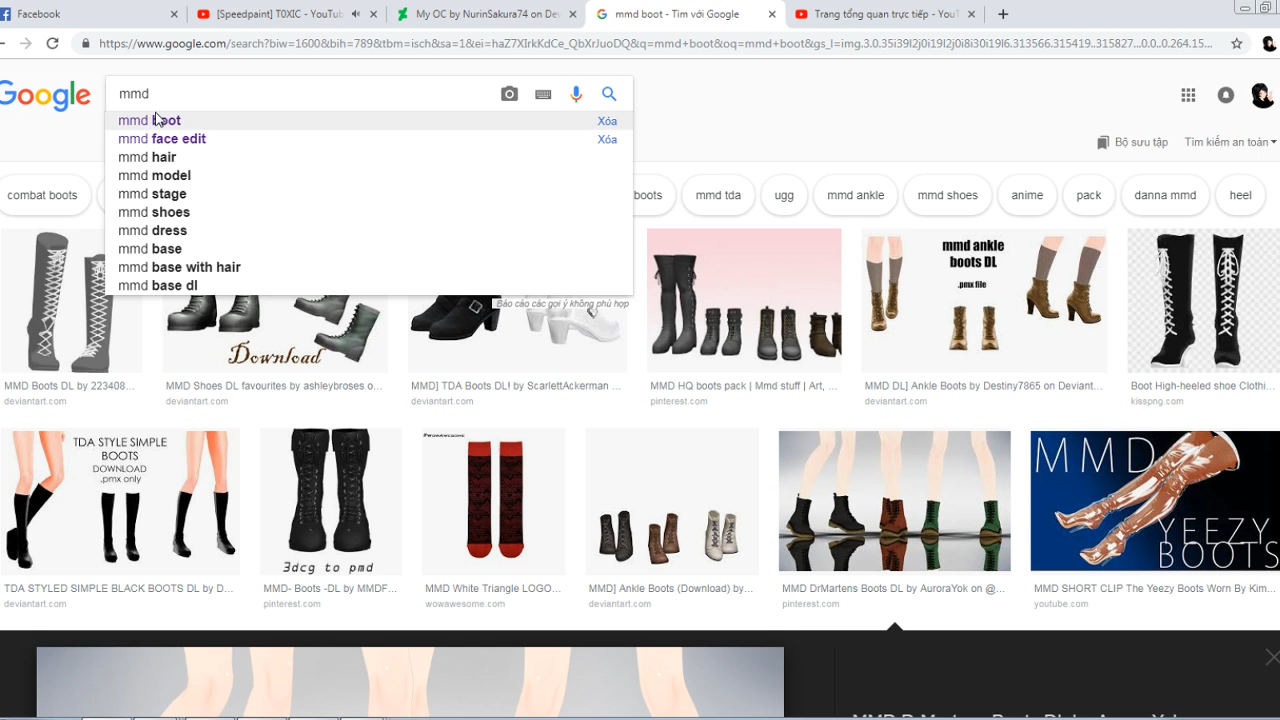 Facebook
[Speedpaint] T0XIC - YouTub
My OC by NurinSakura74 on De
mmd boot - Tìm với Google
Trang tổng quan trực tiếp - YouT
https://www.google.com/search?biw=1600&bih=789&tbm=isch&sa=1&ei=haZ7XIrkKdCe_QbXrJuoDQ&q=mmd+boot&oq=mmd+boot&gs_l=img.3.0.35i39l2j0i19l2j0i8i30i19l6.313566.315419..315827...0.0..0.264.15...
Google
mmd
mmd boot Xóa
mmd face edit Xóa
mmd hair
mmd model
mmd stage
mmd shoes
mmd dress
mmd base
mmd base with hair
mmd base dl
Báo cáo các gợi ý không phù hợp
Bộ sưu tập Tìm kiếm an toàn
combat boots boots mmd tda ugg mmd ankle mmd shoes anime pack danna mmd heel
Download
mmd ankle
boots DL
.pmx file
MMD Boots DL by 223408...
deviantart.com
MMD Shoes DL favourites by ashleybroses o...
deviantart.com
MMD] TDA Boots DL! by ScarlettAckerman ...
deviantart.com
MMD HQ boots pack | Mmd stuff | Art, ...
pinterest.com
MMD DL] Ankle Boots by Destiny7865 on Deviant...
deviantart.com
Boot High-heeled shoe Clothi...
kisspng.com
TDA STYLE SIMPLE
BOOTS
DOWNLOAD
.pmx only
3dcg to pmd
MMD
YEEZY
BOOTS
TDA STYLED SIMPLE BLACK BOOTS DL by D...
deviantart.com
MMD- Boots -DL by MMDF...
pinterest.com
MMD White Triangle LOGO...
wowawesome.com
MMD] Ankle Boots (Download) by...
deviantart.com
MMD DrMartens Boots DL by AuroraYok on @...
pinterest.com
MMD SHORT CLIP The Yeezy Boots Worn By Kim...
youtube.com